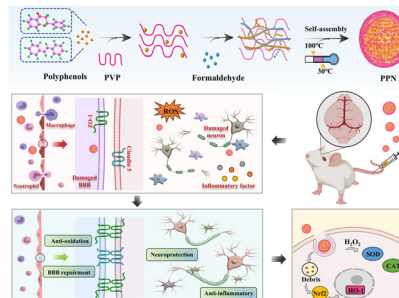 Self-assembly
100℃
30℃
Polyphenols
PVP
Formaldehyde
PPN
Macrophage
ZO-1
Claudin 5
ROS
Damaged
neuron
Neutrophil
Damaged
BBB
Inflammatory factor
Anti-oxidation
BBB repairment
Neuroprotection
Anti-inflammatory
H₂O₂
SOD
CAT
Debris
Nrf2
HO-1